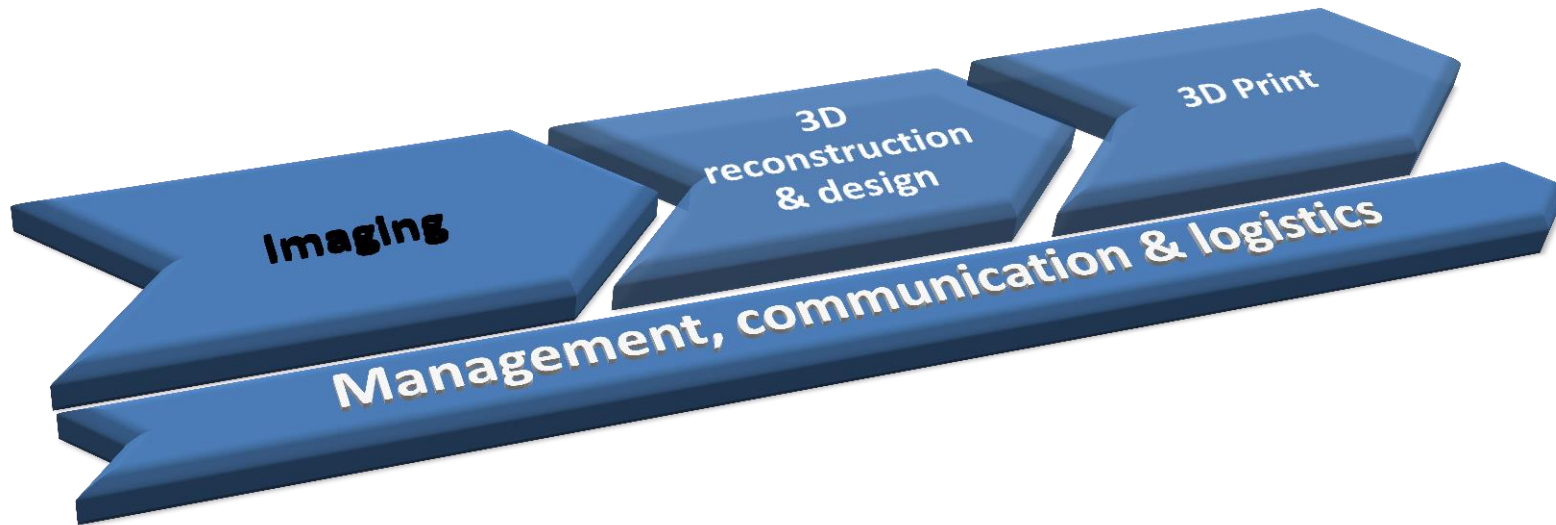 Imaging
3D
reconstruction
& design
3D Print
Management, communication & logistics